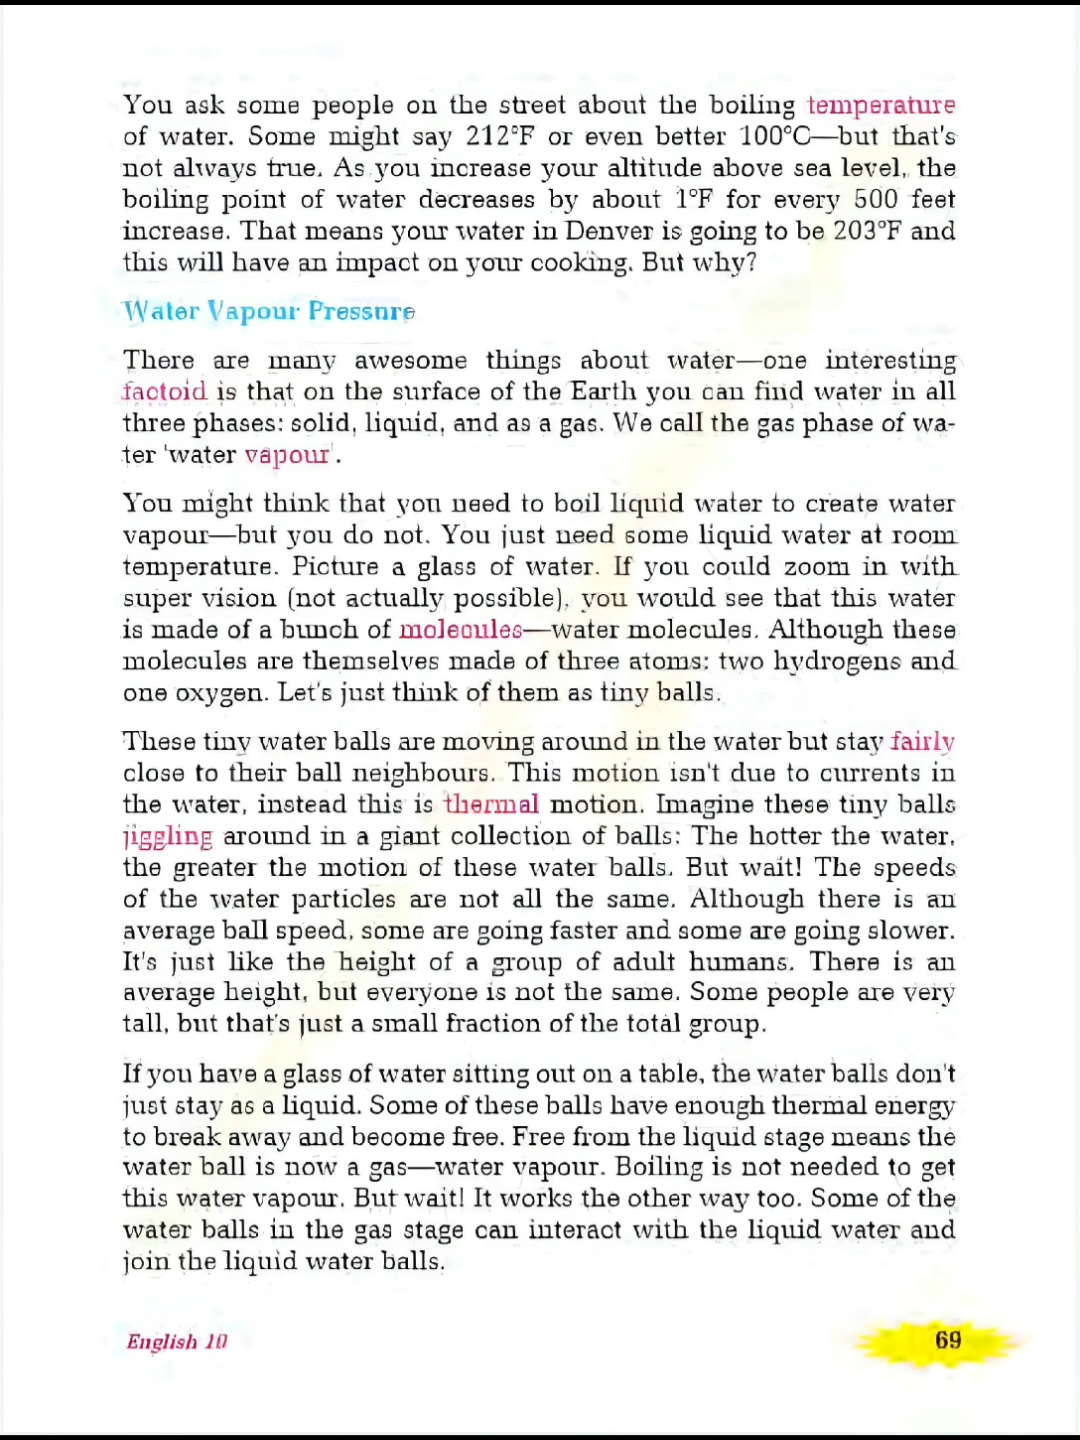 You ask some people on the street about the boiling temperature
of water. Some might say 212°F or even better 100°C—but that's
not always true. As you increase your altitude above sea level, the
boiling point of water decreases by about 1°F for every 500 feet
increase. That means your water in Denver is going to be 203°F and
this will have an impact on your cooking. But why?
Water Vapour Pressure
There are many awesome things about water—one interesting
factoid is that on the surface of the Earth you can find water in all
three phases: solid, liquid, and as a gas. We call the gas phase of wa-
ter 'water vapour'.
You might think that you need to boil liquid water to create water
vapour—but you do not. You just need some liquid water at room
temperature. Picture a glass of water. If you could zoom in with
super vision (not actually possible), you would see that this water
is made of a bunch of molecules—water molecules. Although these
molecules are themselves made of three atoms: two hydrogens and
one oxygen. Let's just think of them as tiny balls.
These tiny water balls are moving around in the water but stay fairly
close to their ball neighbours. This motion isn't due to currents in
the water, instead this is thermal motion. Imagine these tiny balls
jiggling around in a giant collection of balls: The hotter the water,
the greater the motion of these water balls. But wait! The speeds
of the water particles are not all the same. Although there is an
average ball speed, some are going faster and some are going slower.
It's just like the height of a group of adult humans. There is an
average height, but everyone is not the same. Some people are very
tall, but that's just a small fraction of the total group.
If you have a glass of water sitting out on a table, the water balls don't
just stay as a liquid. Some of these balls have enough thermal energy
to break away and become free. Free from the liquid stage means the
water ball is now a gas—water vapour. Boiling is not needed to get
this water vapour. But wait! It works the other way too. Some of the
water balls in the gas stage can interact with the liquid water and
join the liquid water balls.
English 10
69